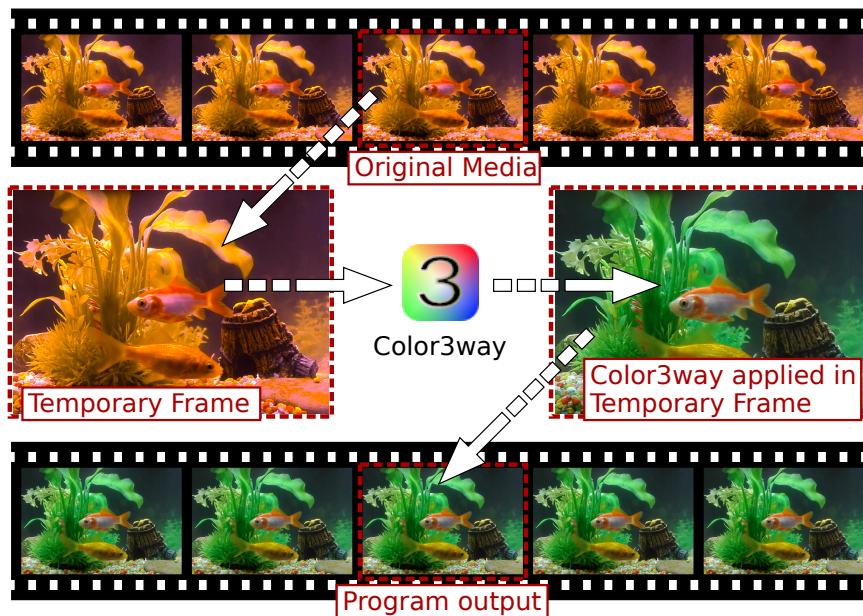 Original Media
Temporary Frame
3
Color3way
Color3way applied in
Temporary Frame
Program output